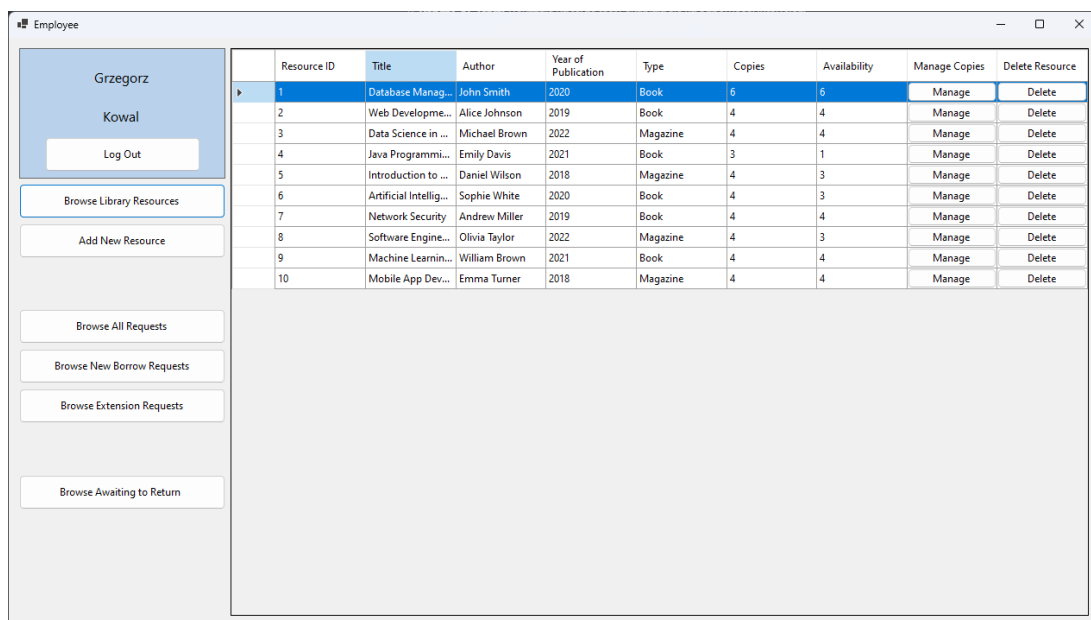 Employee
Grzegorz
Kowal
Log Out
Browse Library Resources
Add New Resource
Browse All Requests
Browse New Borrow Requests
Browse Extension Requests
Browse Awaiting to Return
Resource ID Title Author Year of Publication Type Copies Availability Manage Copies Delete Resource
1 Database Manag... John Smith 2020 Book 6 6 Manage Delete
2 Web Developme... Alice Johnson 2019 Book 4 4 Manage Delete
3 Data Science in ... Michael Brown 2022 Magazine 4 4 Manage Delete
4 Java Programmi... Emily Davis 2021 Book 3 1 Manage Delete
5 Introduction to ... Daniel Wilson 2018 Magazine 4 3 Manage Delete
6 Artificial Intellig... Sophie White 2020 Book 4 3 Manage Delete
7 Network Security Andrew Miller 2019 Book 4 4 Manage Delete
8 Software Engine... Olivia Taylor 2022 Magazine 4 3 Manage Delete
9 Machine Learnin... William Brown 2021 Book 4 4 Manage Delete
10 Mobile App Dev... Emma Turner 2018 Magazine 4 4 Manage Delete